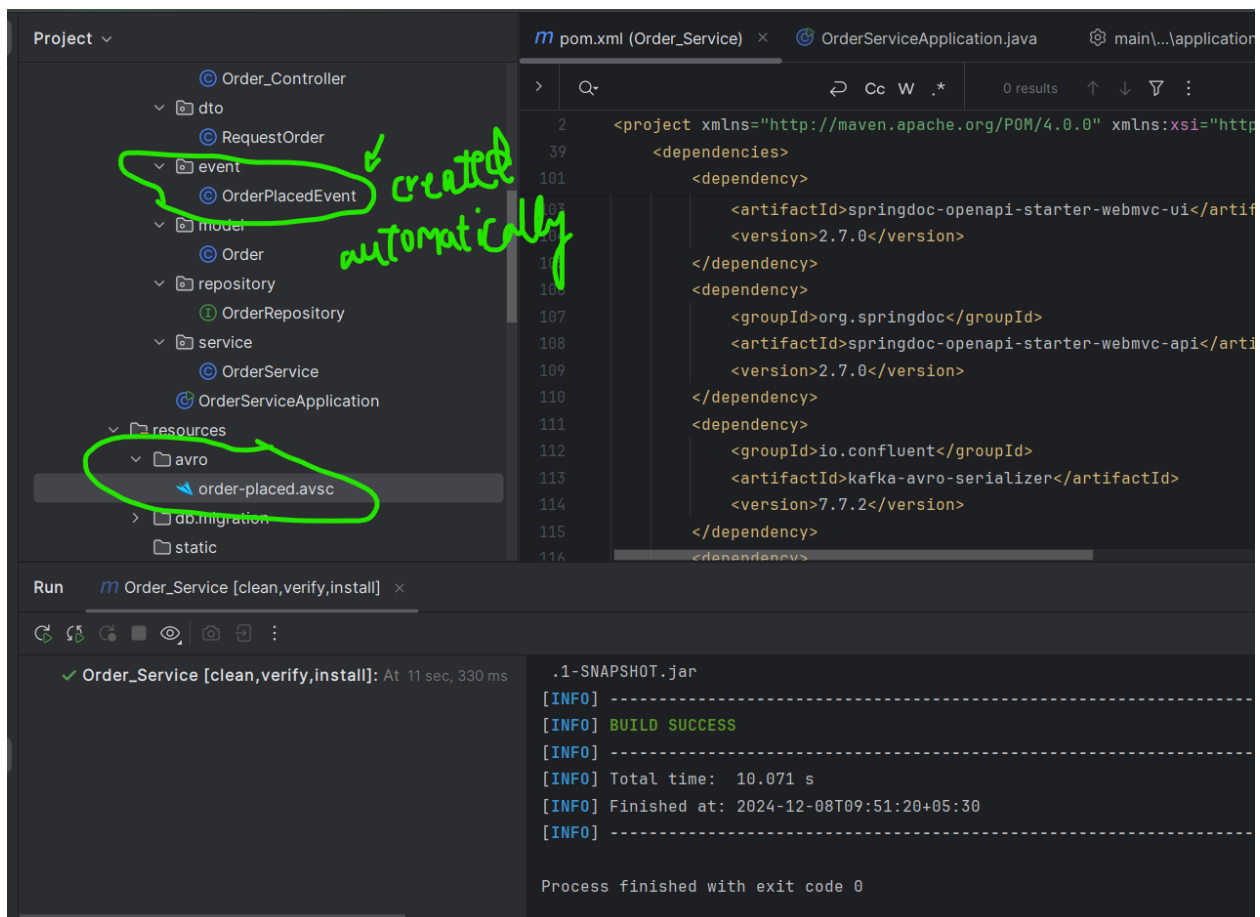 Project
pom.xml (Order_Service)
OrderServiceApplication.java
main\...\application
Order_Controller
dto
RequestOrder
event
OrderPlacedEvent
model
Order
repository
OrderRepository
service
OrderService
OrderServiceApplication
resources
avro
order-placed.avsc
db.migration
static
created
automatically
Cc W .* 0 results
2 <project xmlns="http://maven.apache.org/POM/4.0.0" xmlns:xsi="http
39 <dependencies>
101 <dependency>
103 <artifactId>springdoc-openapi-starter-webmvc-ui</artif
<version>2.7.0</version>
</dependency>
106 <dependency>
107 <groupId>org.springdoc</groupId>
108 <artifactId>springdoc-openapi-starter-webmvc-api</arti
109 <version>2.7.0</version>
110 </dependency>
111 <dependency>
112 <groupId>io.confluent</groupId>
113 <artifactId>kafka-avro-serializer</artifactId>
114 <version>7.7.2</version>
115 </dependency>
116 <dependency>
Run Order_Service [clean,verify,install]
Order_Service [clean,verify,install]: At 11 sec, 330 ms
.1-SNAPSHOT.jar
[INFO] ------------------------------------------------------------------------
[INFO] BUILD SUCCESS
[INFO] ------------------------------------------------------------------------
[INFO] Total time:  10.071 s
[INFO] Finished at: 2024-12-08T09:51:20+05:30
[INFO] ------------------------------------------------------------------------
Process finished with exit code 0